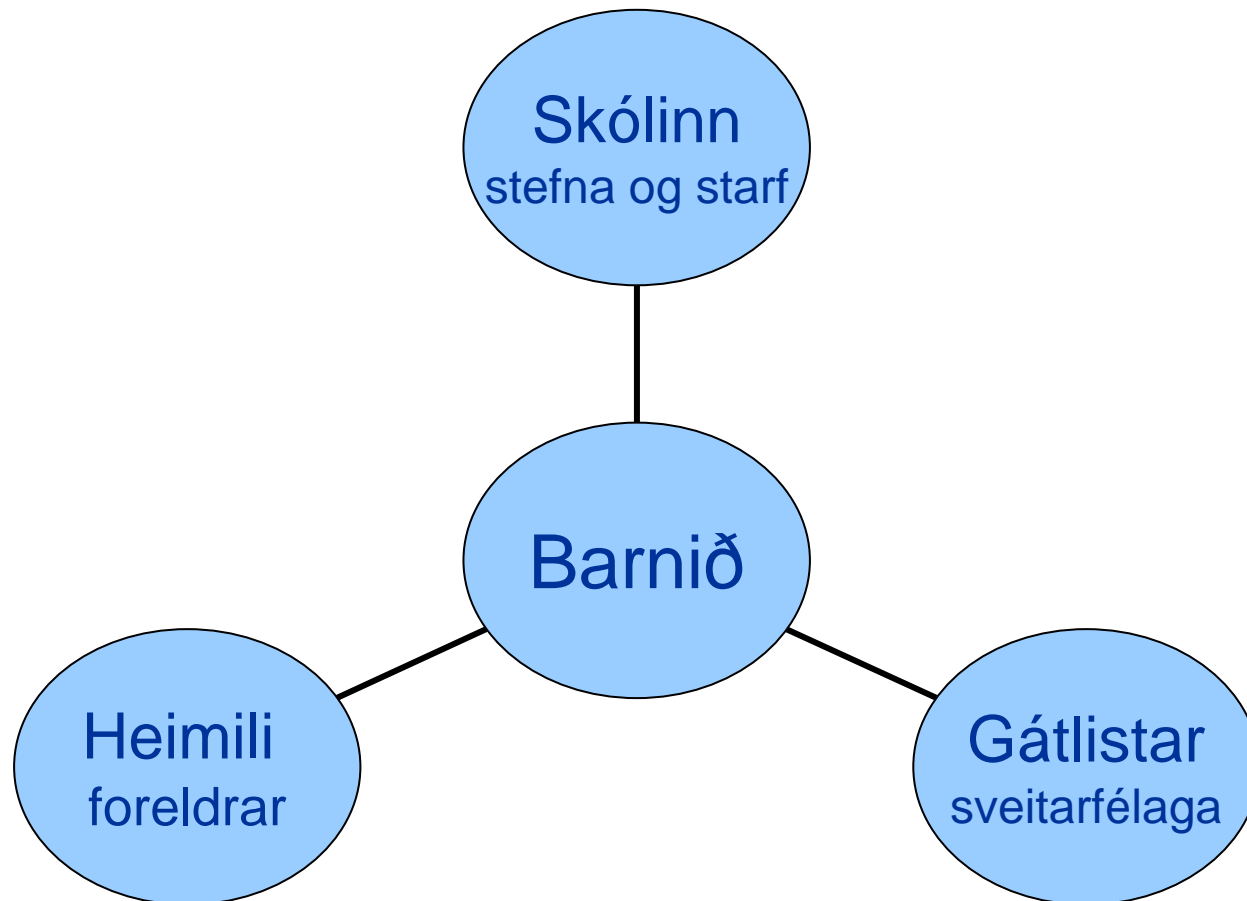 Skólinn
stefna og starf
Barnið
Heimili
foreldrar
Gátlistar
sveitarfélaga